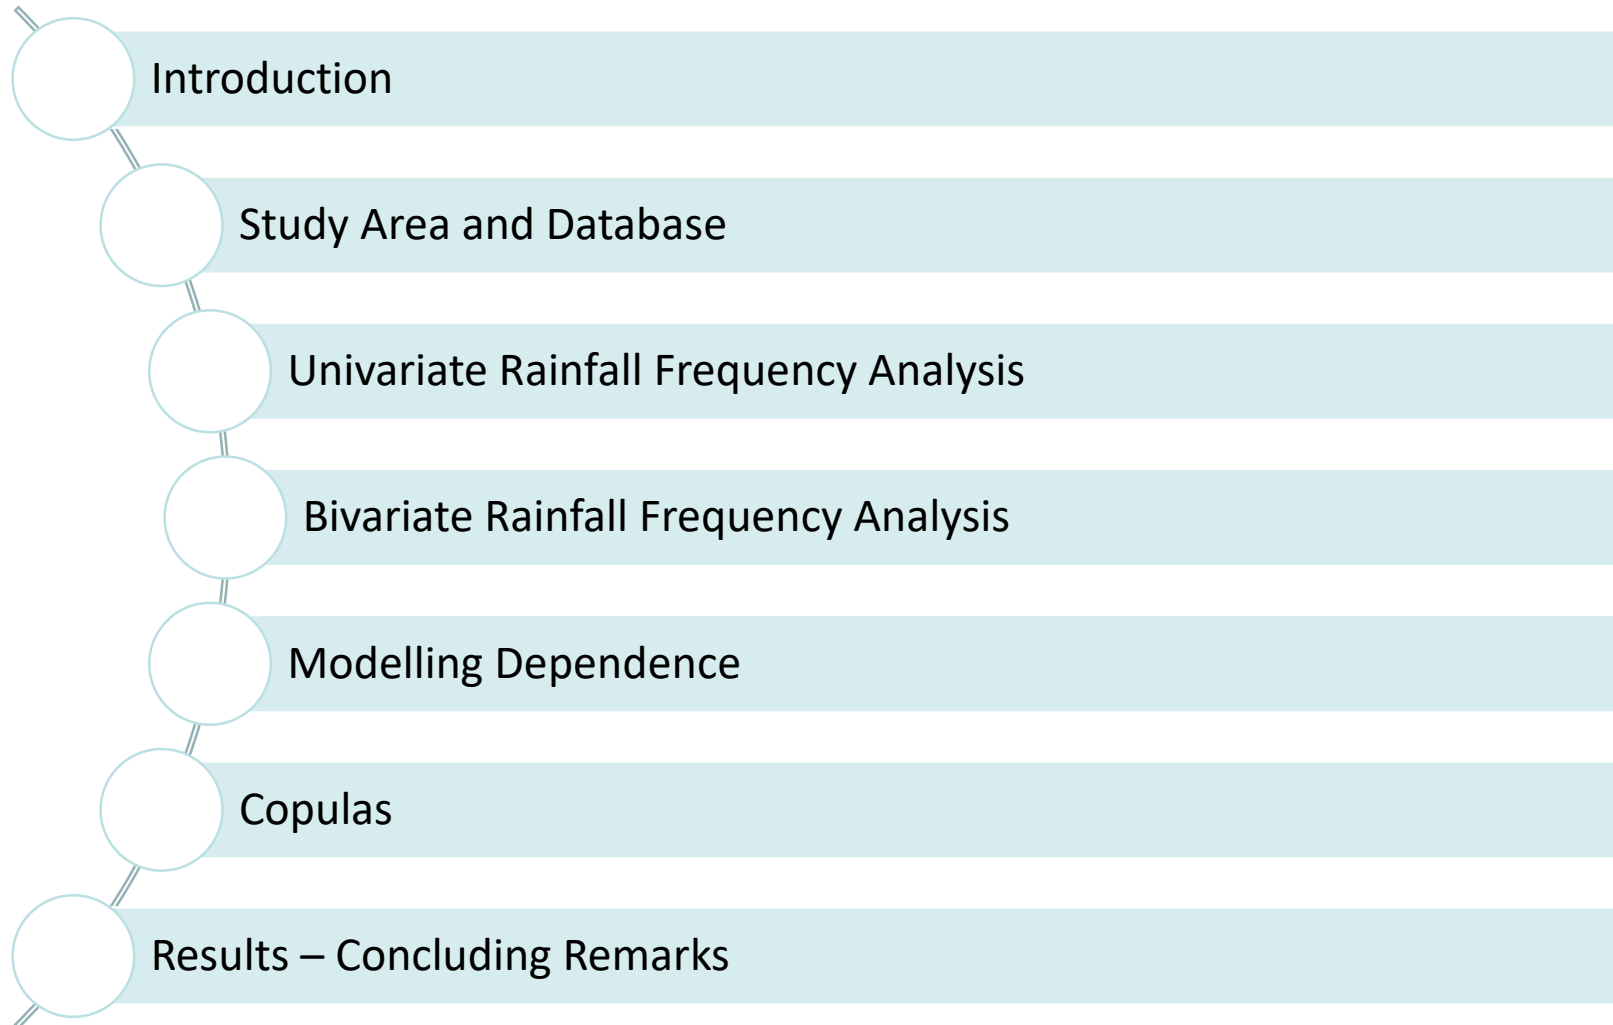 Introduction
Study Area and Database
Univariate Rainfall Frequency Analysis
Bivariate Rainfall Frequency Analysis
Modelling Dependence
Copulas
Results – Concluding Remarks